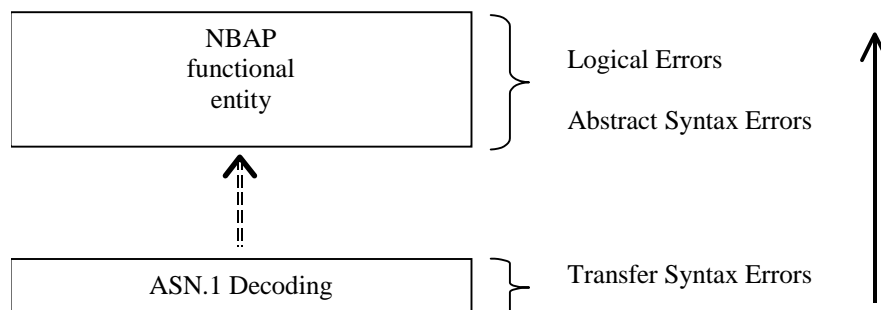 NBAP
functional
entity
Logical Errors
Abstract Syntax Errors
ASN.1 Decoding
Transfer Syntax Errors